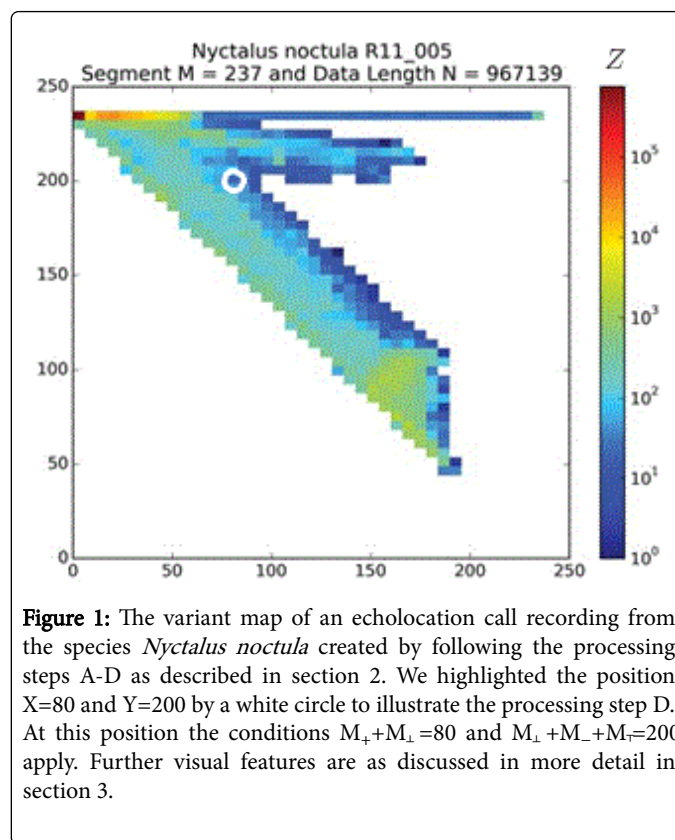 Nyctalus noctula R11_005
Segment M = 237 and Data Length N = 967139
Z
250
200
150
100
50
0
0 50 100 150 200 250
10⁵
10⁴
10³
10²
10¹
10⁰
Figure 1: The variant map of an echolocation call recording from
the species Nyctalus noctula created by following the processing
steps A-D as described in section 2. We highlighted the position
X=80 and Y=200 by a white circle to illustrate the processing step D.
At this position the conditions M₊+M⊥=80 and M⊥+M₋+M⊤=200
apply. Further visual features are as discussed in more detail in
section 3.